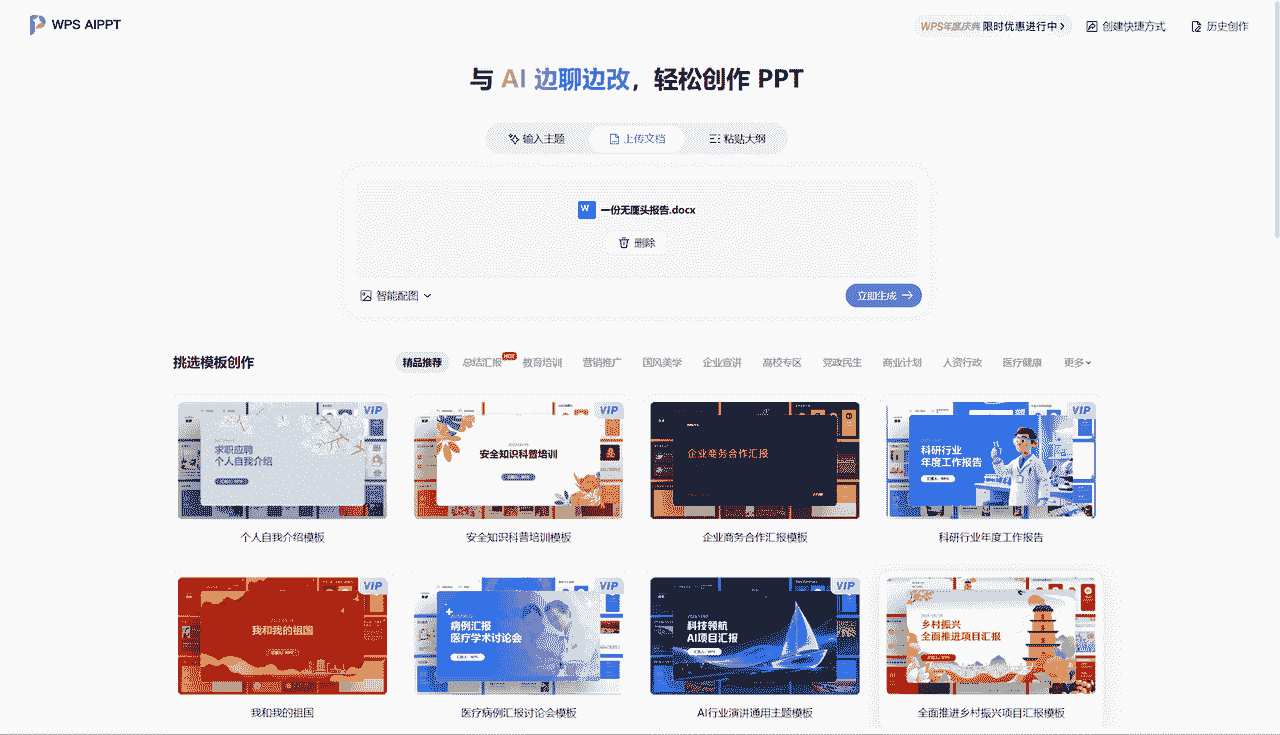 WPS AIPPT
WPS年度庆典 限时优惠进行中
创建快捷方式
历史创作
与 AI 边聊边改，轻松创作 PPT
输入主题
上传文档
粘贴大纲
一份无厘头报告.docx
删除
智能配图
立即生成
挑选模板创作
精品推荐
总结汇报
HOT
教育培训
营销推广
国风美学
企业宣讲
高校专区
党政民生
商业计划
人资行政
医疗健康
更多
VIP
求职应聘
个人自我介绍
VIP
安全知识科普培训
企业商务合作汇报
VIP
科研行业
年度工作报告
个人自我介绍模板
安全知识科普培训模板
企业商务合作汇报模板
科研行业年度工作报告
VIP
我和我的祖国
VIP
病例汇报
医疗学术讨论会
VIP
科技领航
AI项目汇报
乡村振兴
全面推进项目汇报
我和我的祖国
医疗病例汇报讨论会模板
AI行业演讲通用主题模板
全面推进乡村振兴项目汇报模板